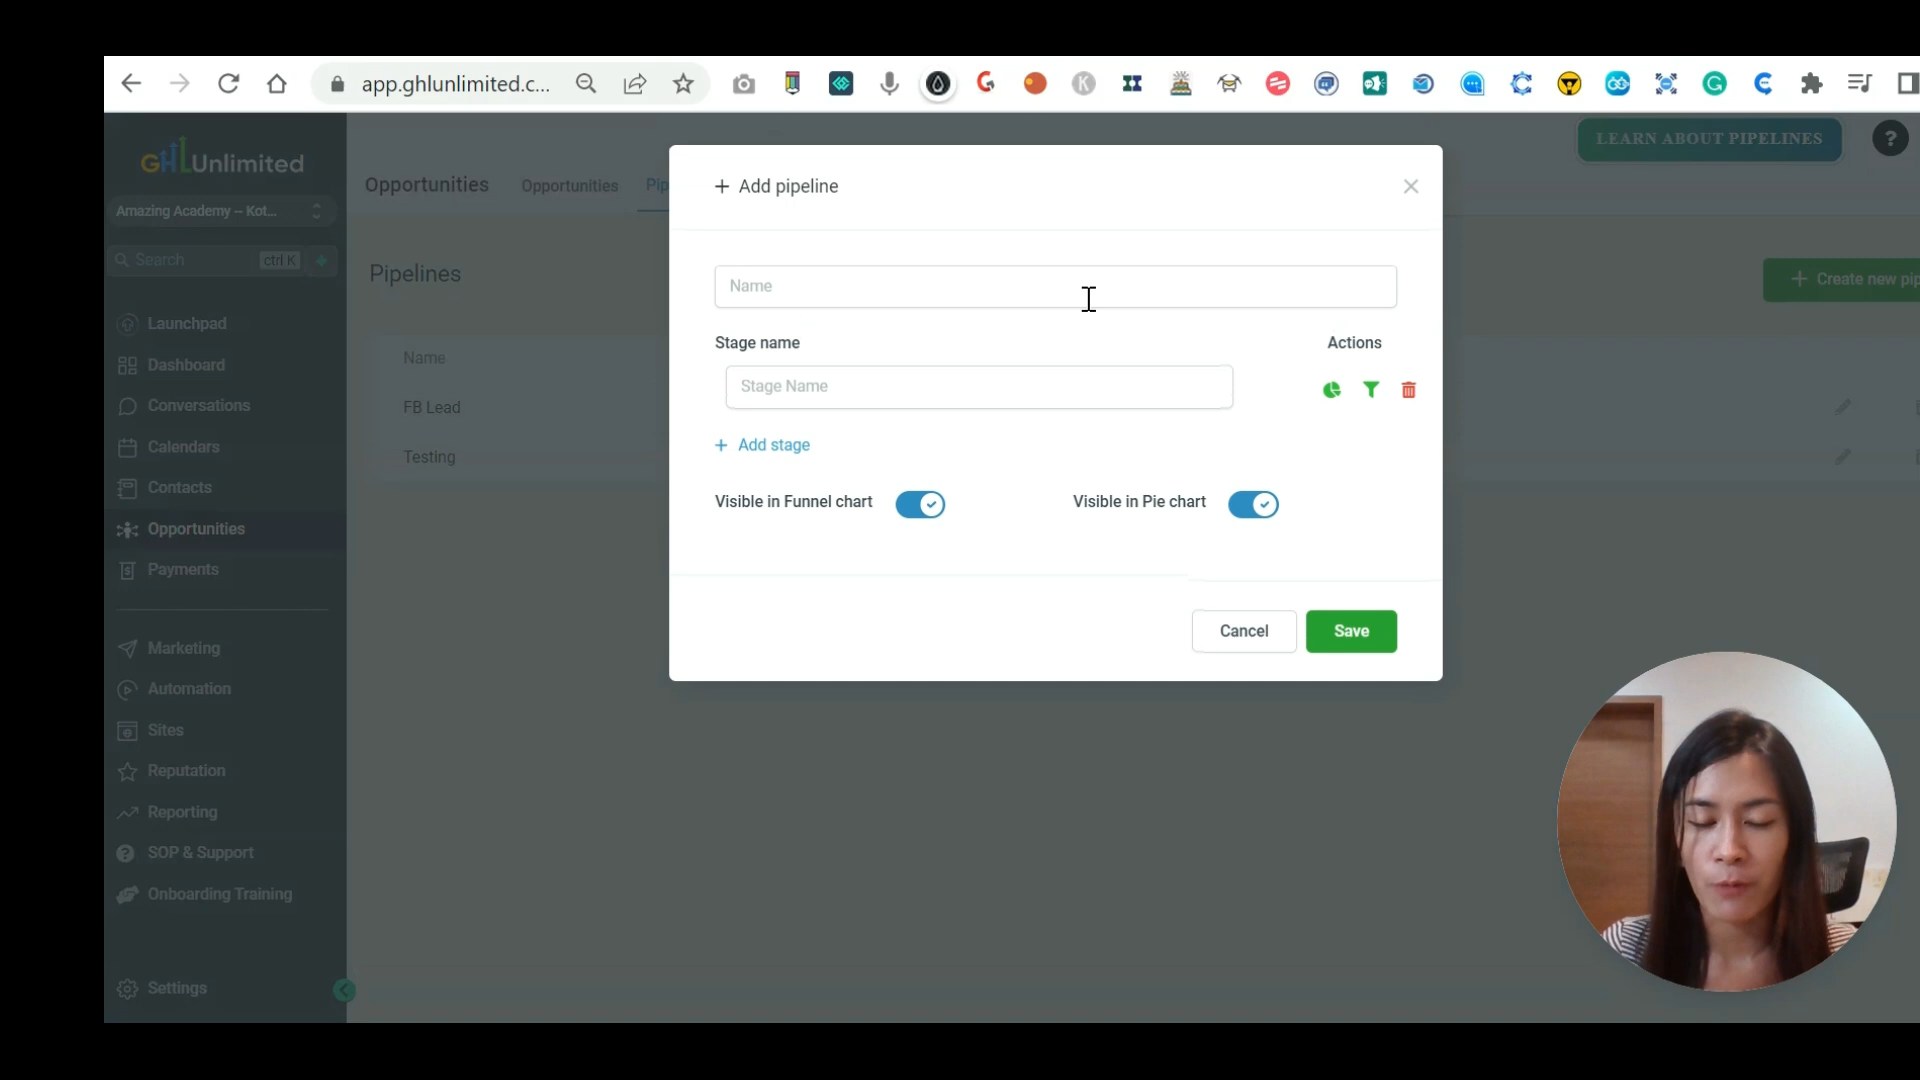 app.ghlunlimited.c...
GHLUnlimited
Amazing Academy -- Kot...
Search ctrl K
Launchpad
Dashboard
Conversations
Calendars
Contacts
Opportunities
Payments
Marketing
Automation
Sites
Reputation
Reporting
SOP & Support
Onboarding Training
Settings
LEARN ABOUT PIPELINES
?
Opportunities Opportunities Pip
Pipelines
+ Create new pip
Name
FB Lead
Testing
+ Add pipeline
Name
Stage name Actions
Stage Name
+ Add stage
Visible in Funnel chart Visible in Pie chart
Cancel Save